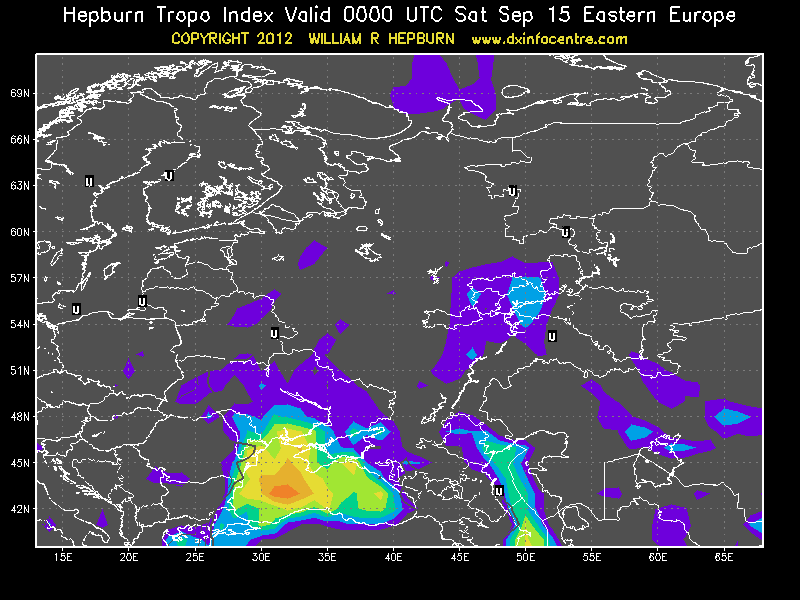 Hepburn Tropo Index Valid 0000 UTC Sat Sep 15 Eastern Europe
COPYRIGHT 2012 WILLIAM R HEPBURN www.dxinfocentre.com
69N
66N
U U
63N
U
60N
U
57N
U U
54N
U U
51N
48N
45N
U
42N
15E 20E 25E 30E 35E 40E 45E 50E 55E 60E 65E